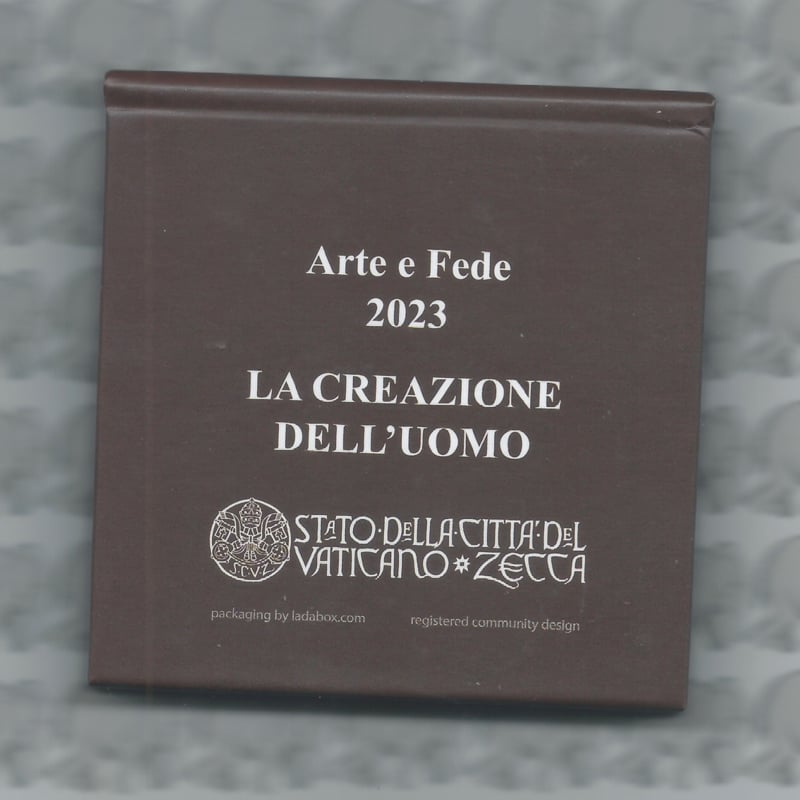 Arte e Fede
2023
LA CREAZIONE
DELL'UOMO
STATO·DELLA·CITTÀ·DEL
VATICANO ZECCA
S.C.V.Z.
packaging by ladabox.com
registered community design